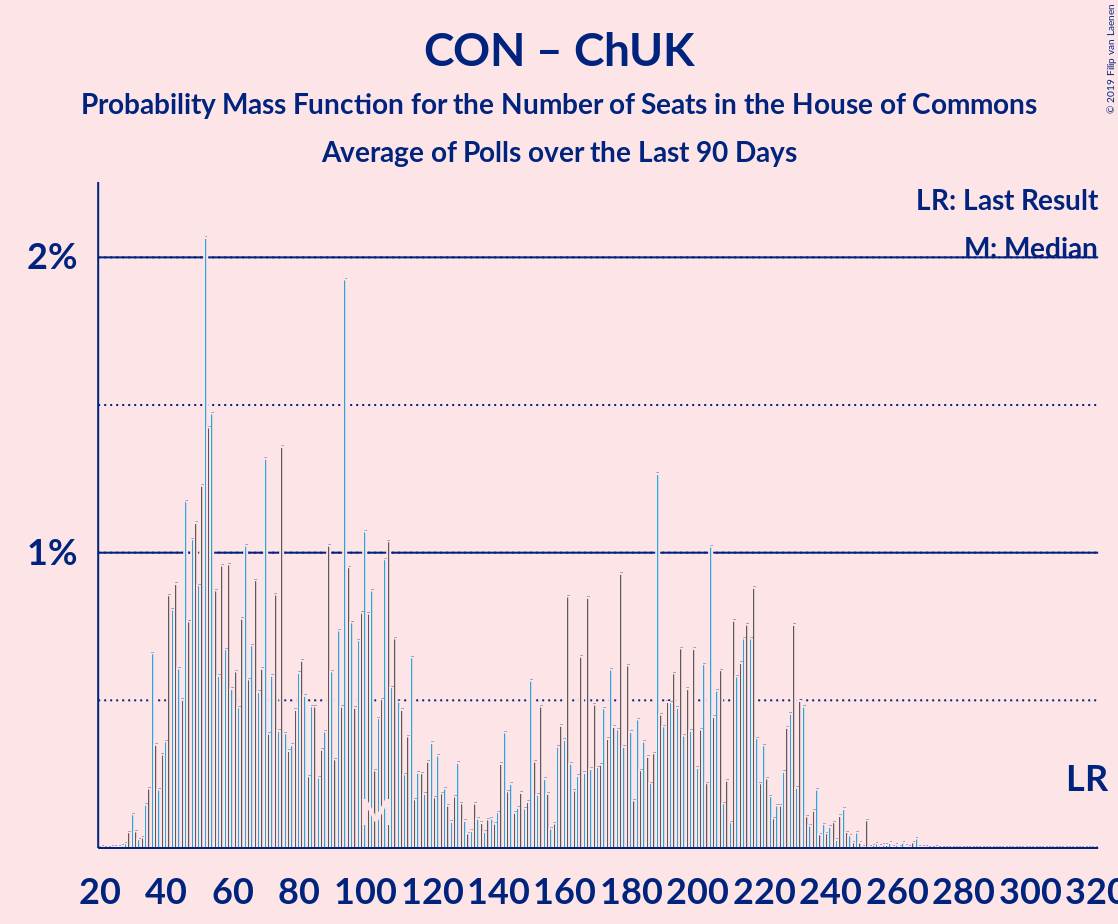 CON – ChUK
Probability Mass Function for the Number of Seats in the House of Commons
Average of Polls over the Last 90 Days
© 2019 Filip van Laenen
LR: Last Result
M: Median
2%
1%
LR
M
20 40 60 80 100 120 140 160 180 200 220 240 260 280 300 320